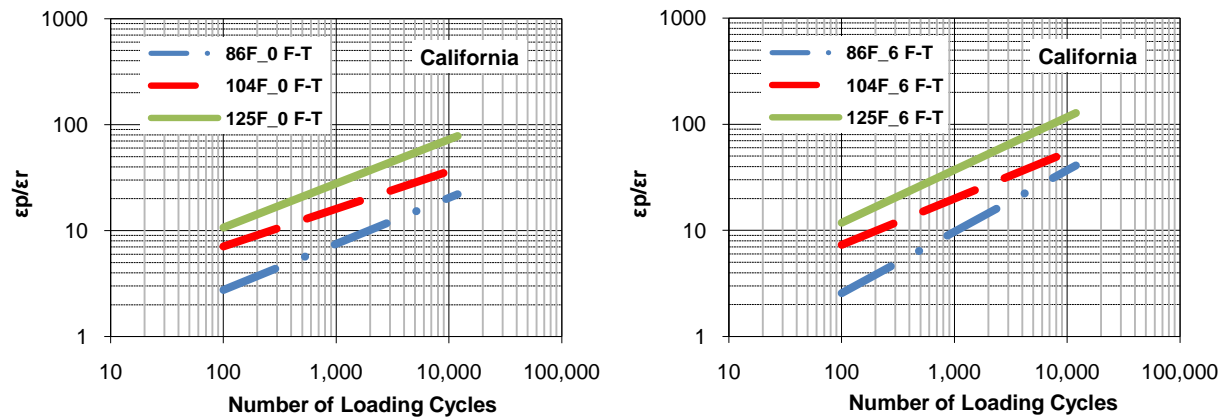 1000
100
10
1
εp/εr
86F_0 F-T
104F_0 F-T
125F_0 F-T
California
10
100
1,000
10,000
100,000
Number of Loading Cycles
1000
100
10
1
εp/εr
86F_6 F-T
104F_6 F-T
125F_6 F-T
California
10
100
1,000
10,000
100,000
Number of Loading Cycles